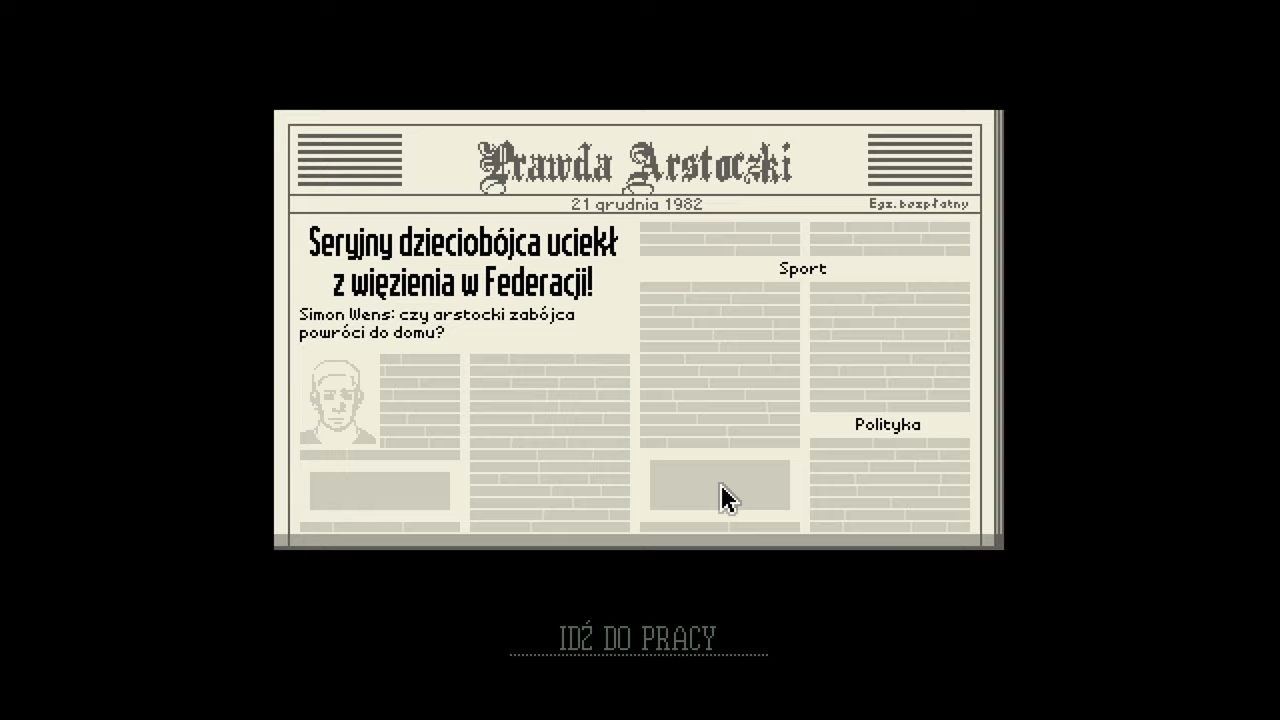 Prawda Arstoczki
21 grudnia 1982
Egz. bezpłatny
Seryjny dzieciobójca uciekł
z więzienia w Federacji!
Simon Wens: czy arstocki zabójca
powróci do domu?
Sport
Polityka
IDŹ DO PRACY